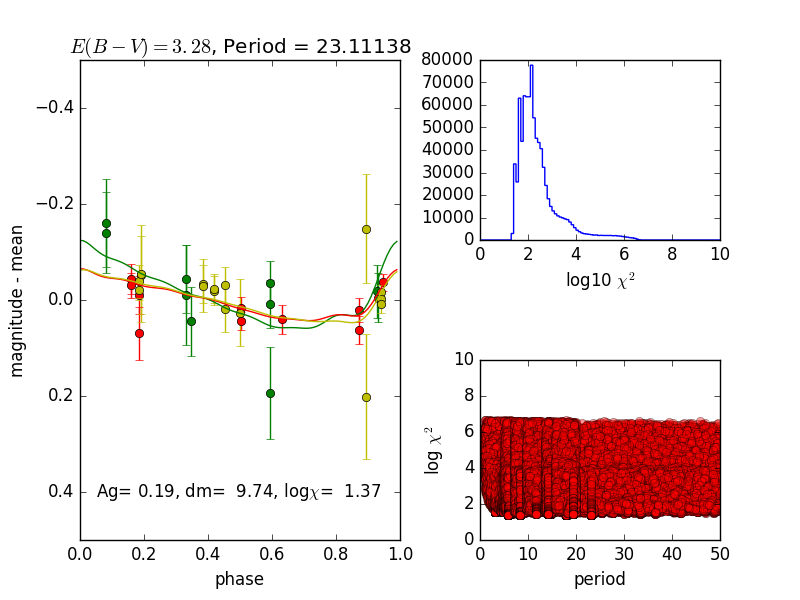 E(B − V) = 3.28, Period = 23.11138
−0.4
−0.2
0.0
0.2
0.4
magnitude - mean
Ag= 0.19, dm=  9.74, logχ=  1.37
0.0 0.2 0.4 0.6 0.8 1.0
phase
80000
70000
60000
50000
40000
30000
20000
10000
0
0 2 4 6 8 10
log10 χ²
10
8
6
4
2
0
log χ²
0 10 20 30 40 50
period